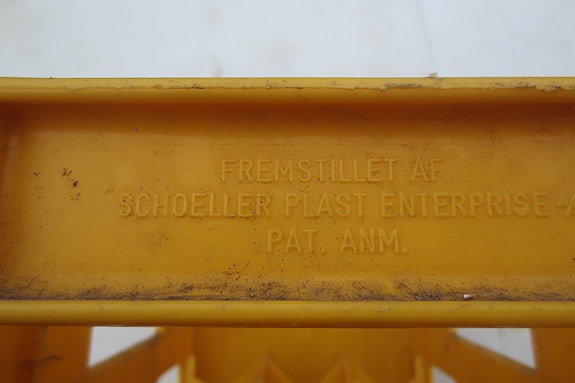 FREMSTILLET AF
SCHOELLER PLAST ENTERPRISE
PAT. ANM.